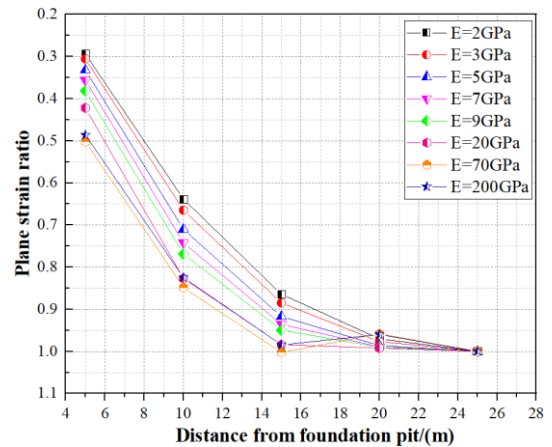 0.2
0.3
0.4
0.5
0.6
0.7
0.8
0.9
1.0
1.1
Plane strain ratio
E=2GPa
E=3GPa
E=5GPa
E=7GPa
E=9GPa
E=20GPa
E=70GPa
E=200GPa
4 6 8 10 12 14 16 18 20 22 24 26 28
Distance from foundation pit/(m)